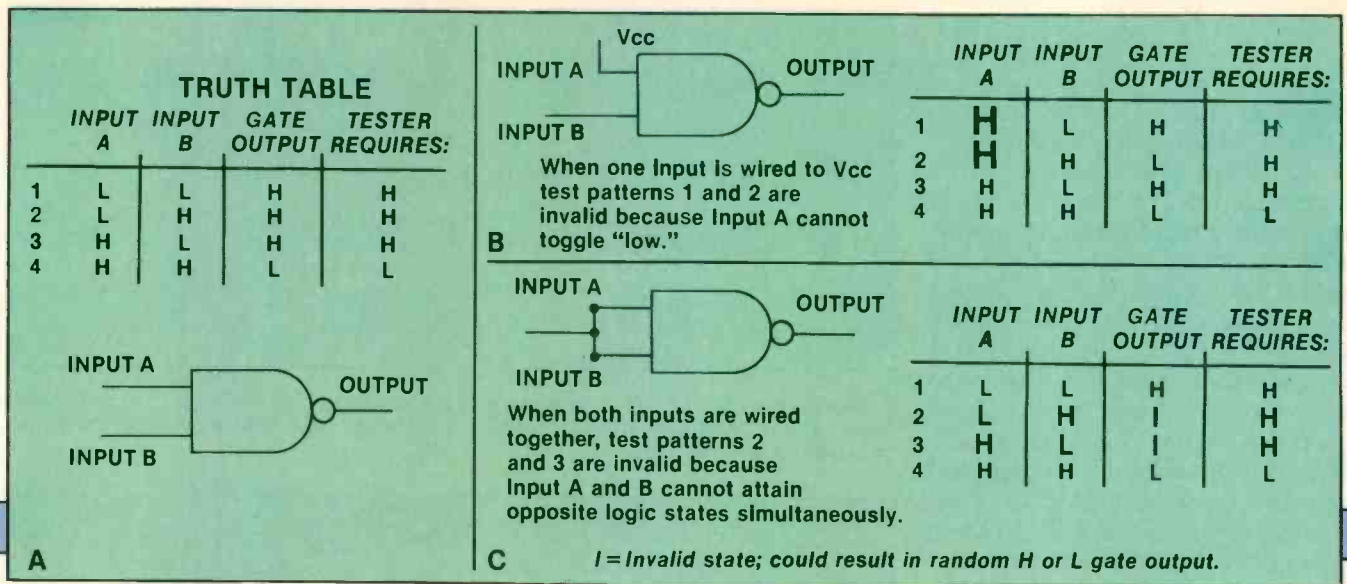 TRUTH TABLE
INPUT A INPUT B GATE OUTPUT TESTER REQUIRES:
1 L L H H
2 L H H H
3 H L H H
4 H H L L
INPUT A
OUTPUT
INPUT B
A
Vcc
INPUT A
OUTPUT
INPUT B
When one input is wired to Vcc
test patterns 1 and 2 are
invalid because Input A cannot
toggle “low.”
B
INPUT A INPUT B GATE OUTPUT TESTER REQUIRES:
1 H L H H
2 H H L H
3 H L H H
4 H H L L
INPUT A
OUTPUT
INPUT B
When both inputs are wired
together, test patterns 2
and 3 are invalid because
Input A and B cannot attain
opposite logic states simultaneously.
INPUT A INPUT B GATE OUTPUT TESTER REQUIRES:
1 L L H H
2 L H I H
3 H L I H
4 H H L L
C
I = Invalid state; could result in random H or L gate output.